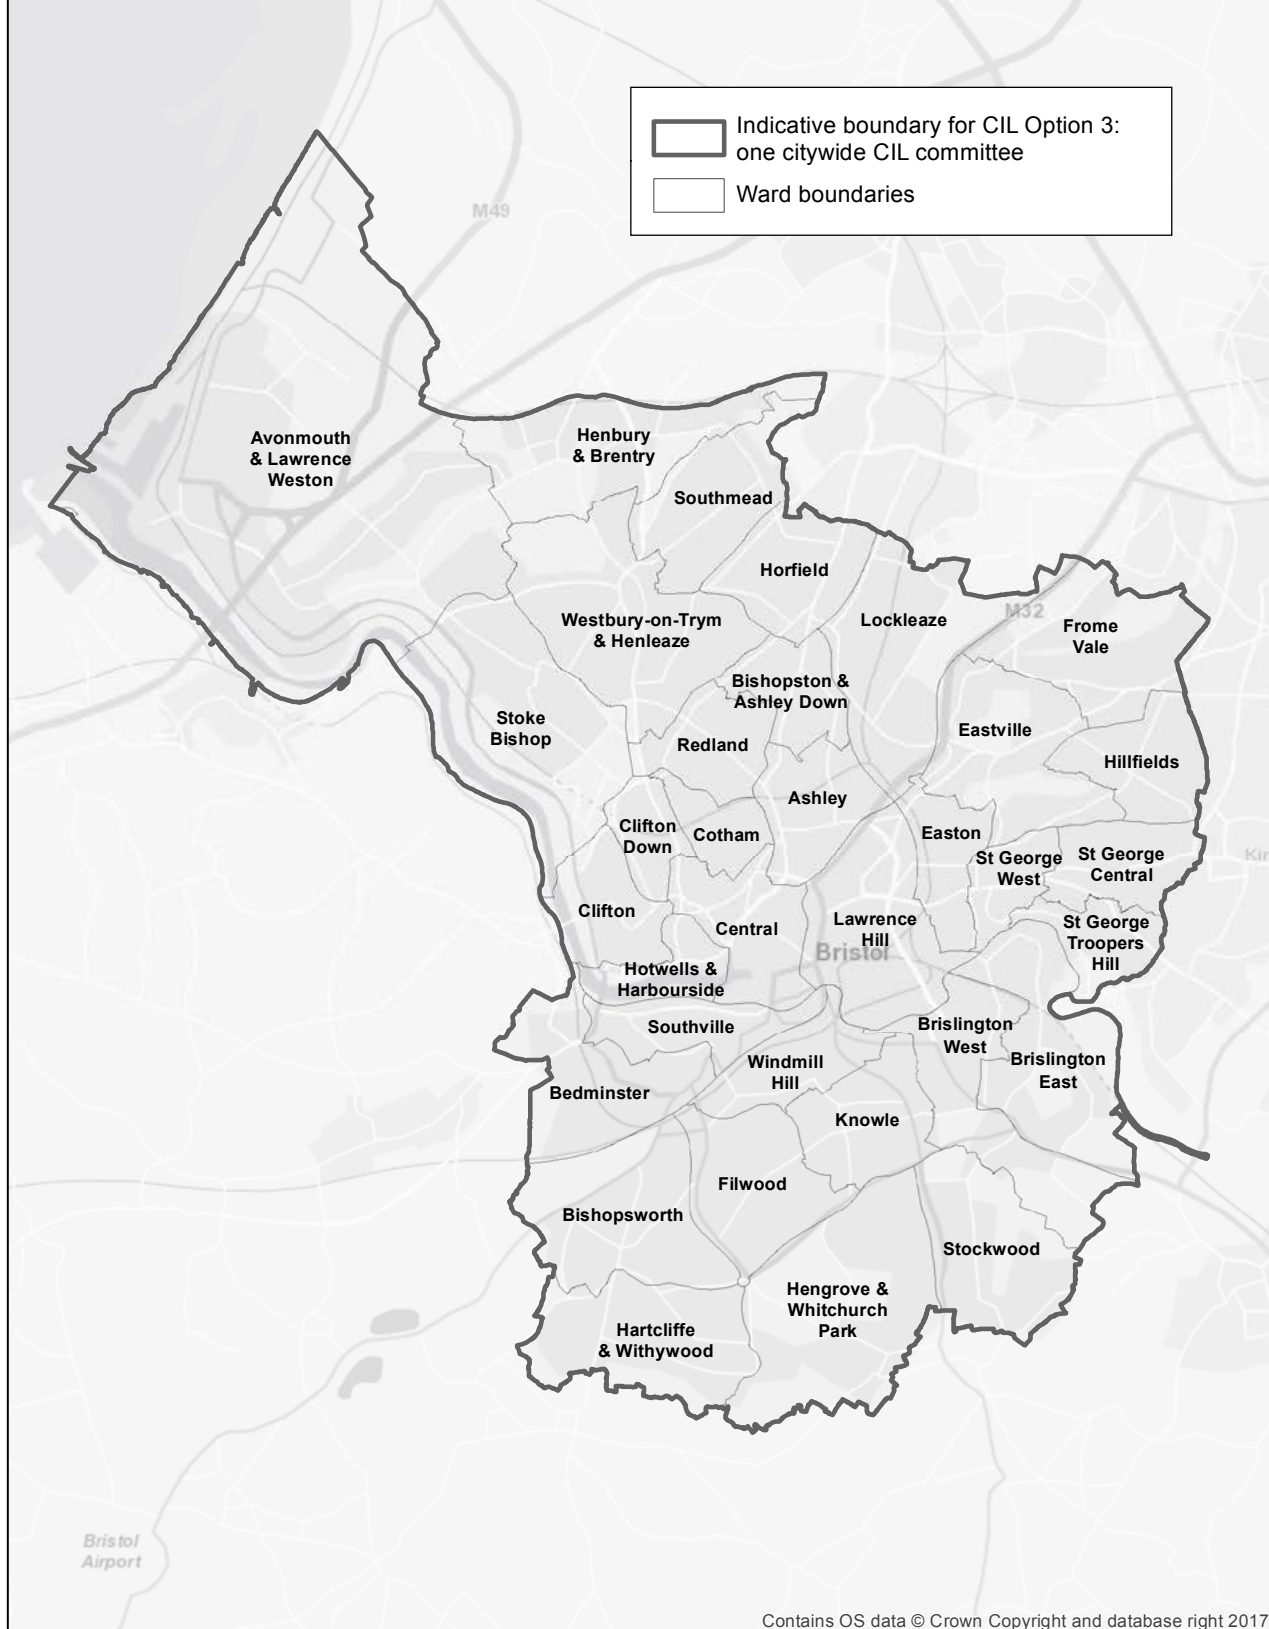 Indicative boundary for CIL Option 3:
one citywide CIL committee
Ward boundaries
M49
Avonmouth
& Lawrence
Weston
Henbury
& Brentry
Southmead
Horfield
Lockleaze
M32
Frome
Vale
Westbury-on-Trym
& Henleaze
Bishopston &
Ashley Down
Stoke
Bishop
Redland
Eastville
Hillfields
Ashley
Clifton
Down
Cotham
Easton
St George
West
St George
Central
Clifton
Central
Lawrence
Hill
Bristol
St George
Troopers
Hill
Hotwells &
Harbourside
Southville
Brislington
West
Brislington
East
Windmill
Hill
Bedminster
Knowle
Filwood
Bishopsworth
Stockwood
Hengrove &
Whitchurch
Park
Hartcliffe
& Withywood
Bristol
Airport
Contains OS data © Crown Copyright and database right 2017